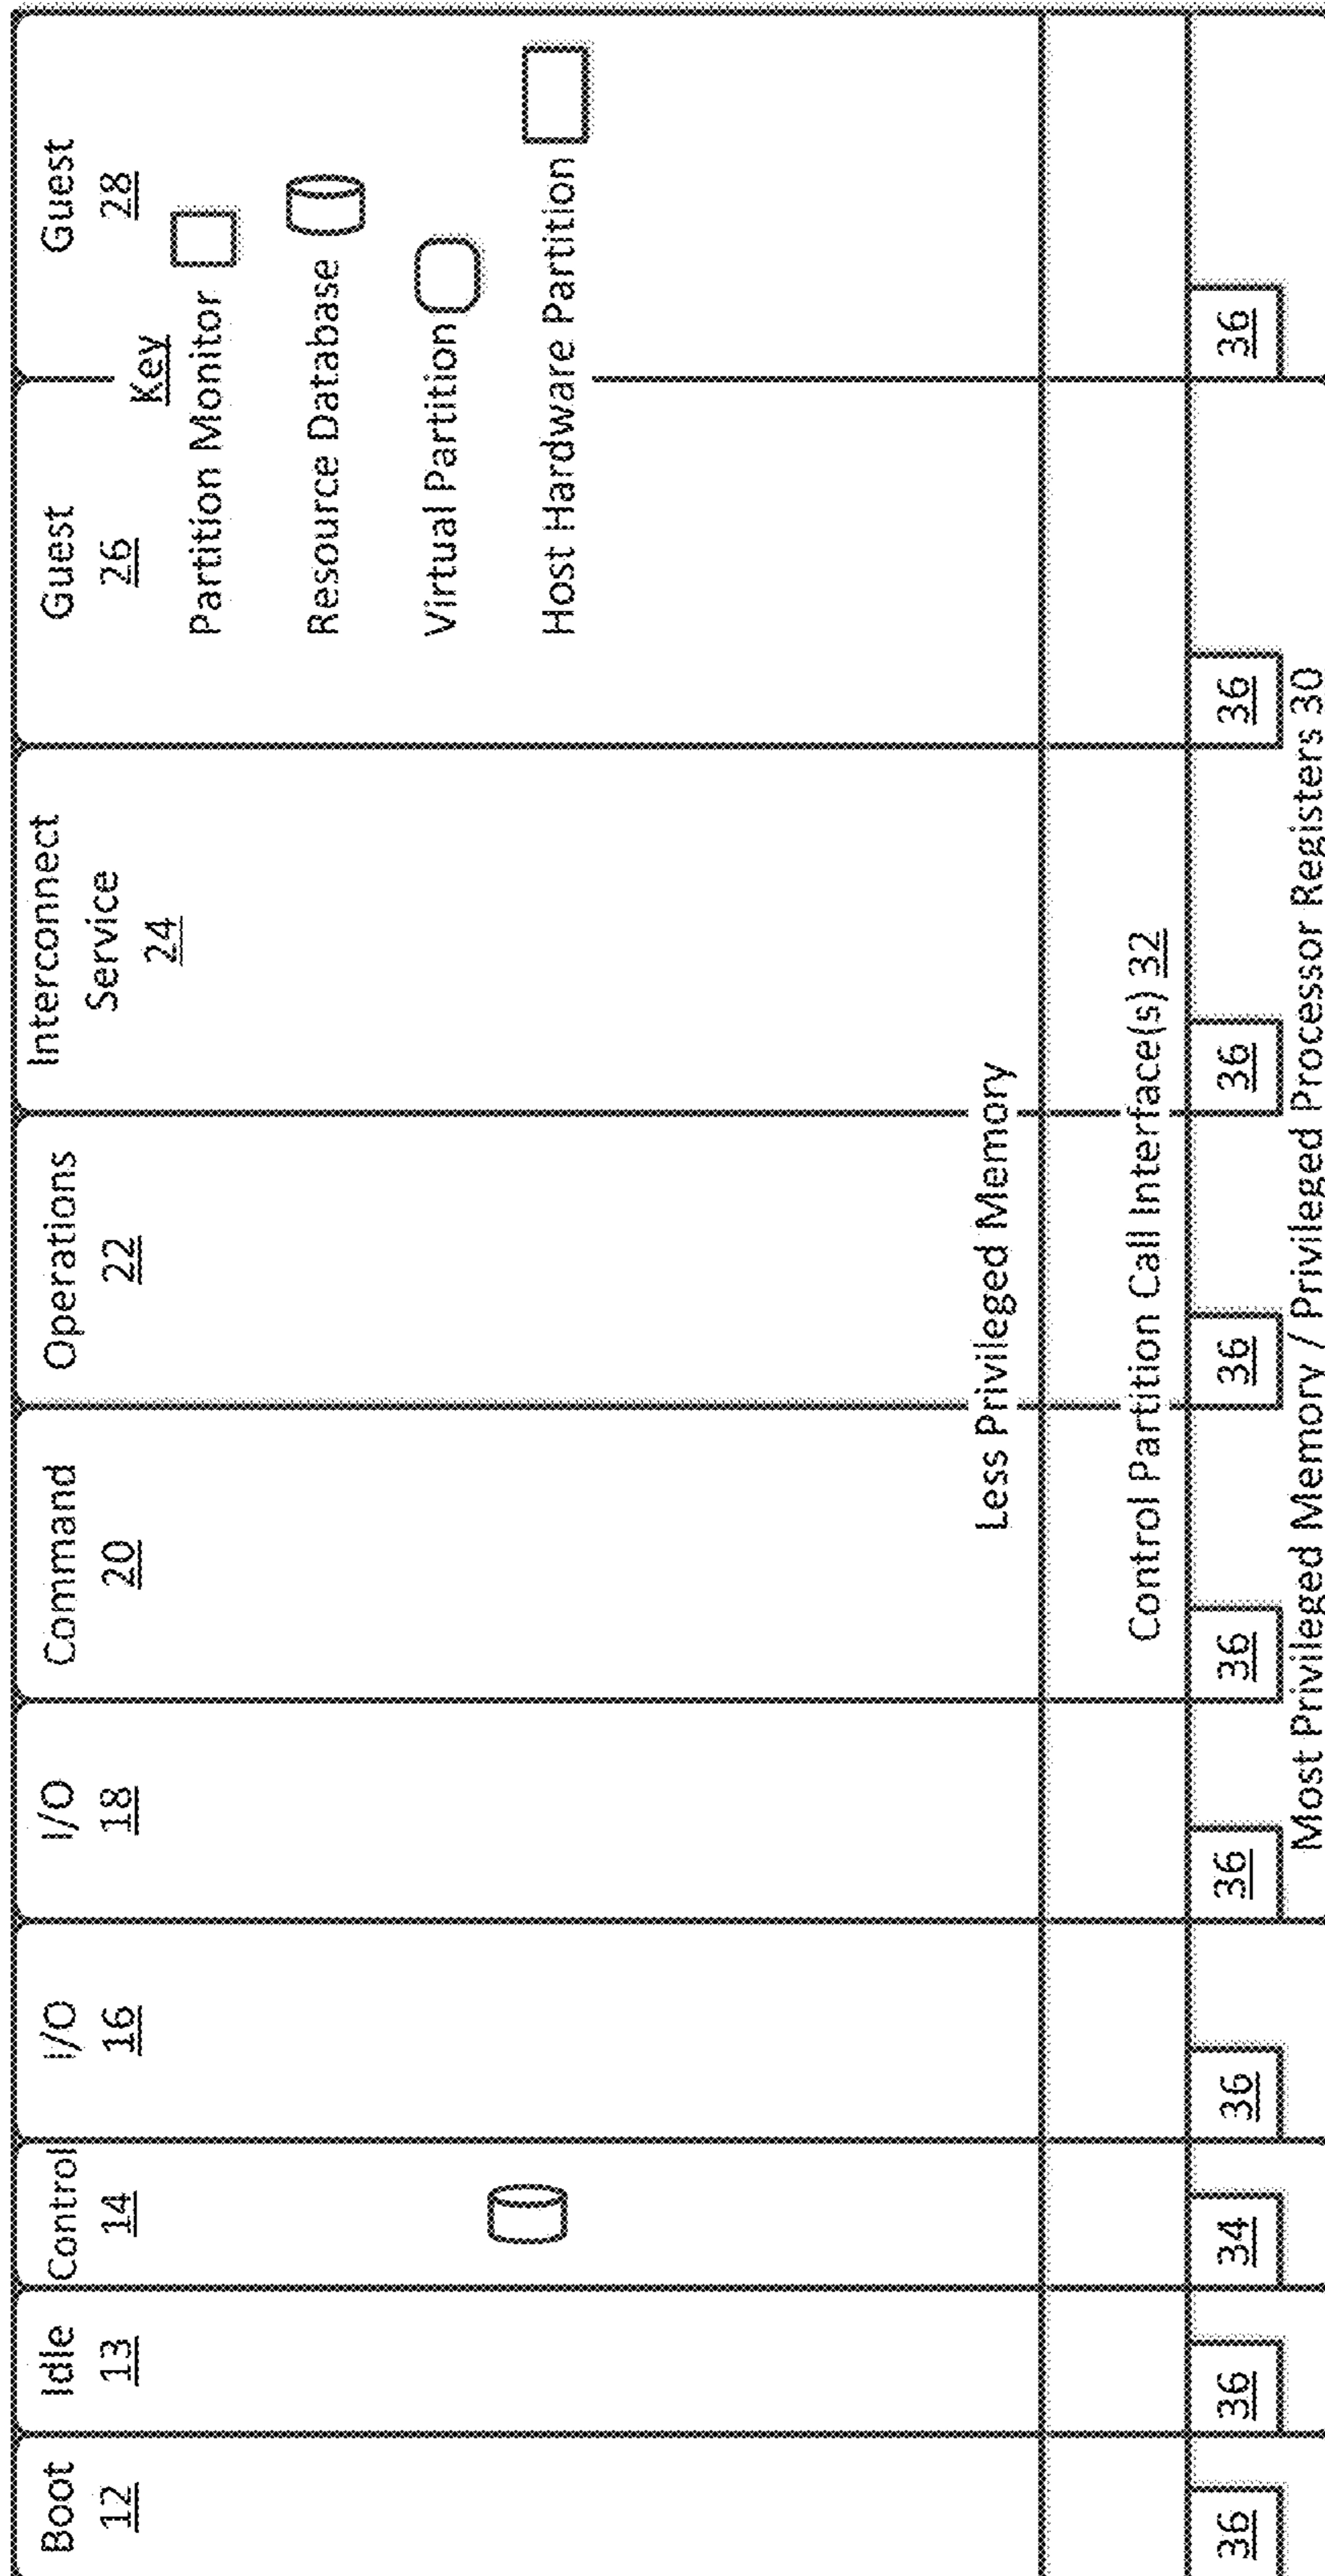 Boot
12
Idle
13
Control
14
I/O
16
I/O
18
Command
20
Operations
22
Interconnect
Service
24
Guest
26
Guest
28
Key
Partition Monitor
Resource Database
Virtual Partition
Host Hardware Partition
Less Privileged Memory
Control Partition Call Interface(s) 32
36
36
34
36
36
36
36
36
36
36
Most Privileged Memory / Privileged Processor Registers 30